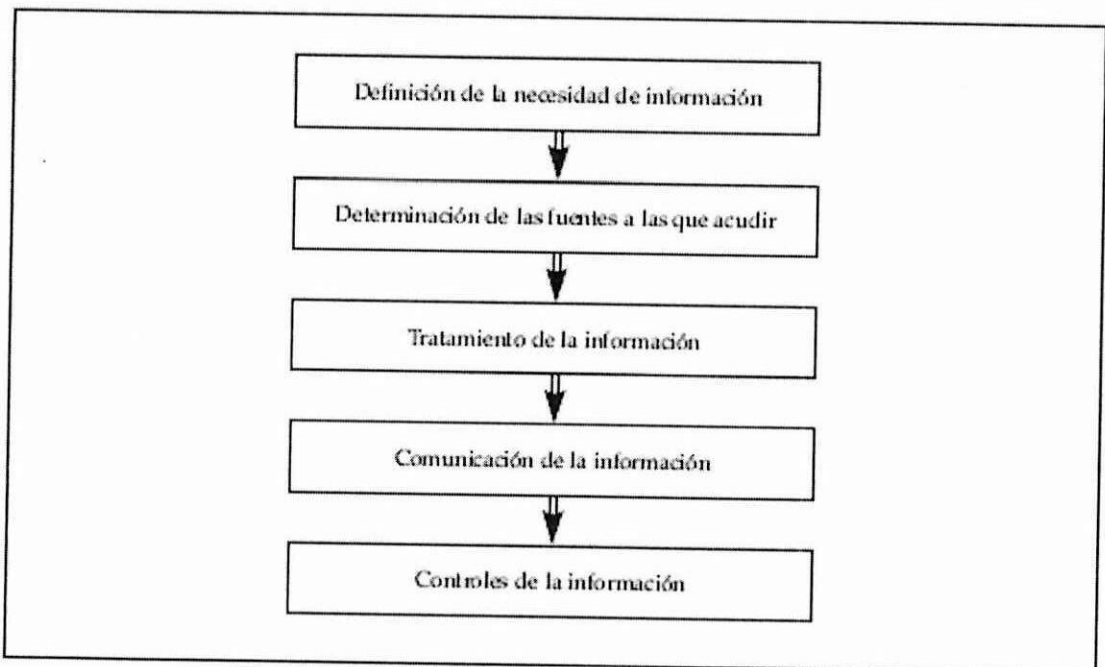 Definición de la necesidad de información
Determinación de las fuentes a las que acudir
Tratamiento de la información
Comunicación de la información
Controles de la información